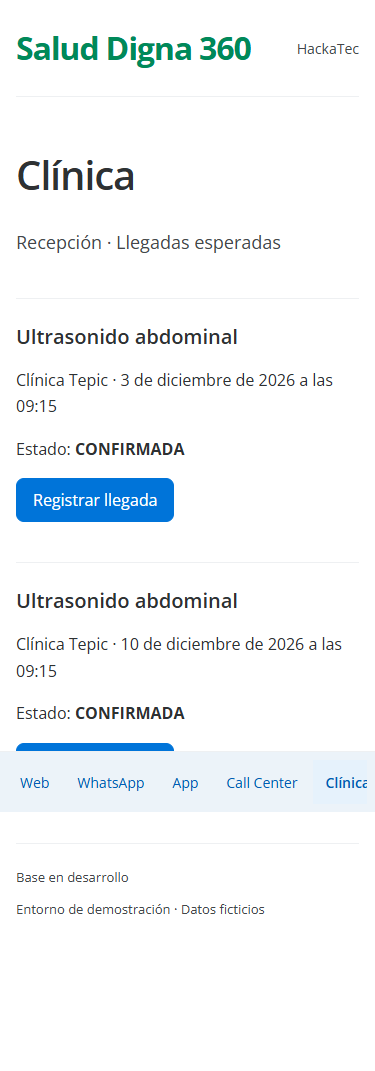 Salud Digna 360
HackaTec
Clínica
Recepción · Llegadas esperadas
Ultrasonido abdominal
Clínica Tepic · 3 de diciembre de 2026 a las
09:15
Estado: CONFIRMADA
Registrar llegada
Ultrasonido abdominal
Clínica Tepic · 10 de diciembre de 2026 a las
09:15
Estado: CONFIRMADA
Web
WhatsApp
App
Call Center
Clínica
Base en desarrollo
Entorno de demostración · Datos ficticios